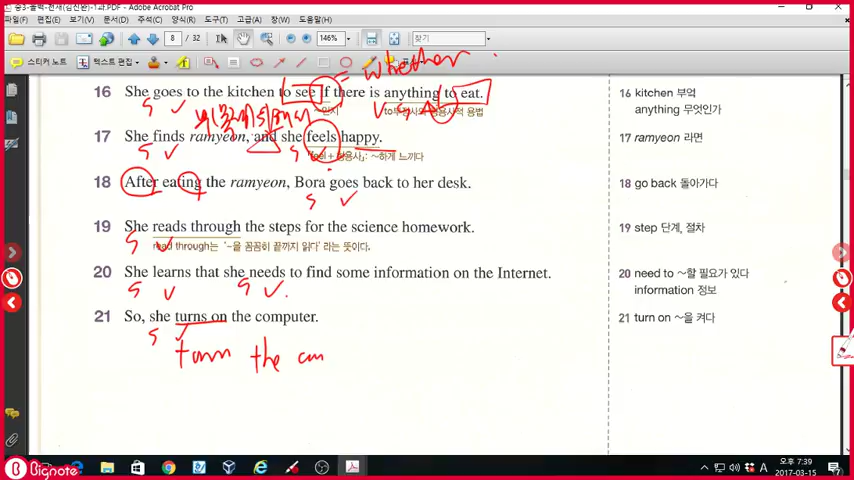 중3-블랙-천재(김진완)-1과.PDF - Adobe Acrobat Pro
파일(F) 편집(E) 보기(V) 주석(C) 양식(R) 도구(T) 고급(A) 창(W) 도움말(H)
8 / 32 146% 찾기
스티커 노트 텍스트 편집
= whether
16 She goes to the kitchen to see if there is anything to eat.
~인지 to부정사의 형용사적 용법
S V V S
17 She finds ramyeon, and she feels happy.
「feel+형용사」: ~하게 느끼다
S V S V
18 After eating the ramyeon, Bora goes back to her desk.
S V
19 She reads through the steps for the science homework.
S V read through는 '~을 꼼꼼히 끝까지 읽다' 라는 뜻이다.
20 She learns that she needs to find some information on the Internet.
S V S V
21 So, she turns on the computer.
S V
turn the com
16 kitchen 부엌
anything 무엇인가
17 ramyeon 라면
18 go back 돌아가다
19 step 단계, 절차
20 need to ~할 필요가 있다
information 정보
21 turn on ~을 켜다
Bignote
A 오후 7:39
2017-03-15